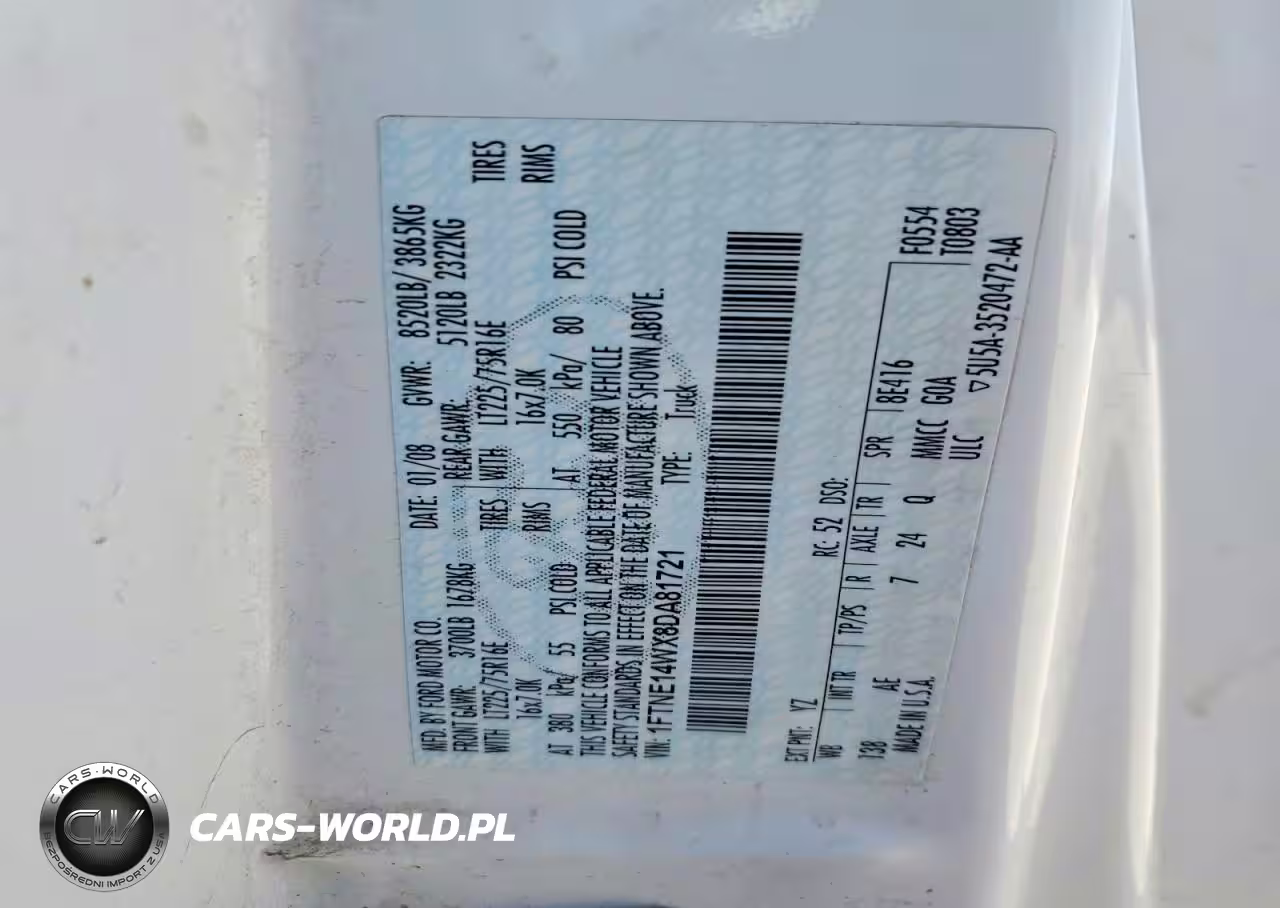 MFD. BY FORD MOTOR CO. DATE: 01/08 GVWR: 8520LB/ 3865KG
FRONT GAWR: 3700LB 1678KG REAR GAWR: 5120LB 2322KG
WITH LT225/75R16E TIRES WITH LT225/75R16E TIRES
16x7.0K RIMS 16x7.0K RIMS
AT 380 kPa/ 55 PSI COLD AT 550 kPa/ 80 PSI COLD
THIS VEHICLE CONFORMS TO ALL APPLICABLE FEDERAL MOTOR VEHICLE
SAFETY STANDARDS IN EFFECT ON THE DATE OF MANUFACTURE SHOWN ABOVE.
VIN: 1FTNE14WX8DA81721 TYPE: Truck
F0554
T0803
EXT PNT: YZ RC: 52 DSO:
WB INT TR TP/PS R AXLE TR SPR 8E416
138 AE 7 24 Q MMCC GOA
MADE IN U.S.A. ULC ▽5U5A-3520472-AA
CARS-WORLD
CW
BEZPOŚREDNI IMPORT Z USA
CARS-WORLD.PL